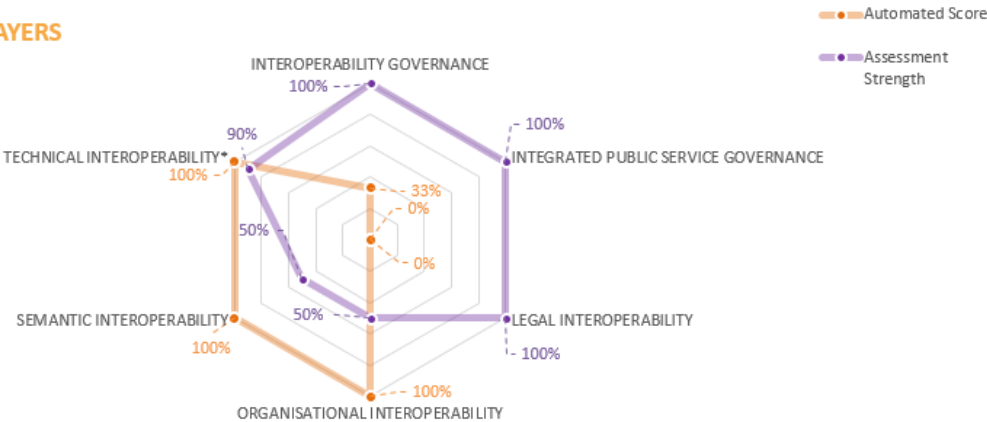 AYERS
Automated Score
Assessment
Strength
INTEROPERABILITY GOVERNANCE
100%
100%
90%
TECHNICAL INTEROPERABILITY*
INTEGRATED PUBLIC SERVICE GOVERNANCE
100%
33%
0%
50%
0%
50%
SEMANTIC INTEROPERABILITY
LEGAL INTEROPERABILITY
100%
100%
100%
ORGANISATIONAL INTEROPERABILITY